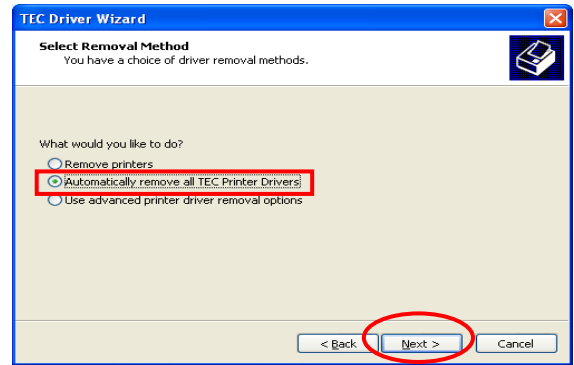 TEC Driver Wizard
Select Removal Method
You have a choice of driver removal methods.
What would you like to do?
Remove printers
Automatically remove all TEC Printer Drivers
Use advanced printer driver removal options
< Back Next > Cancel